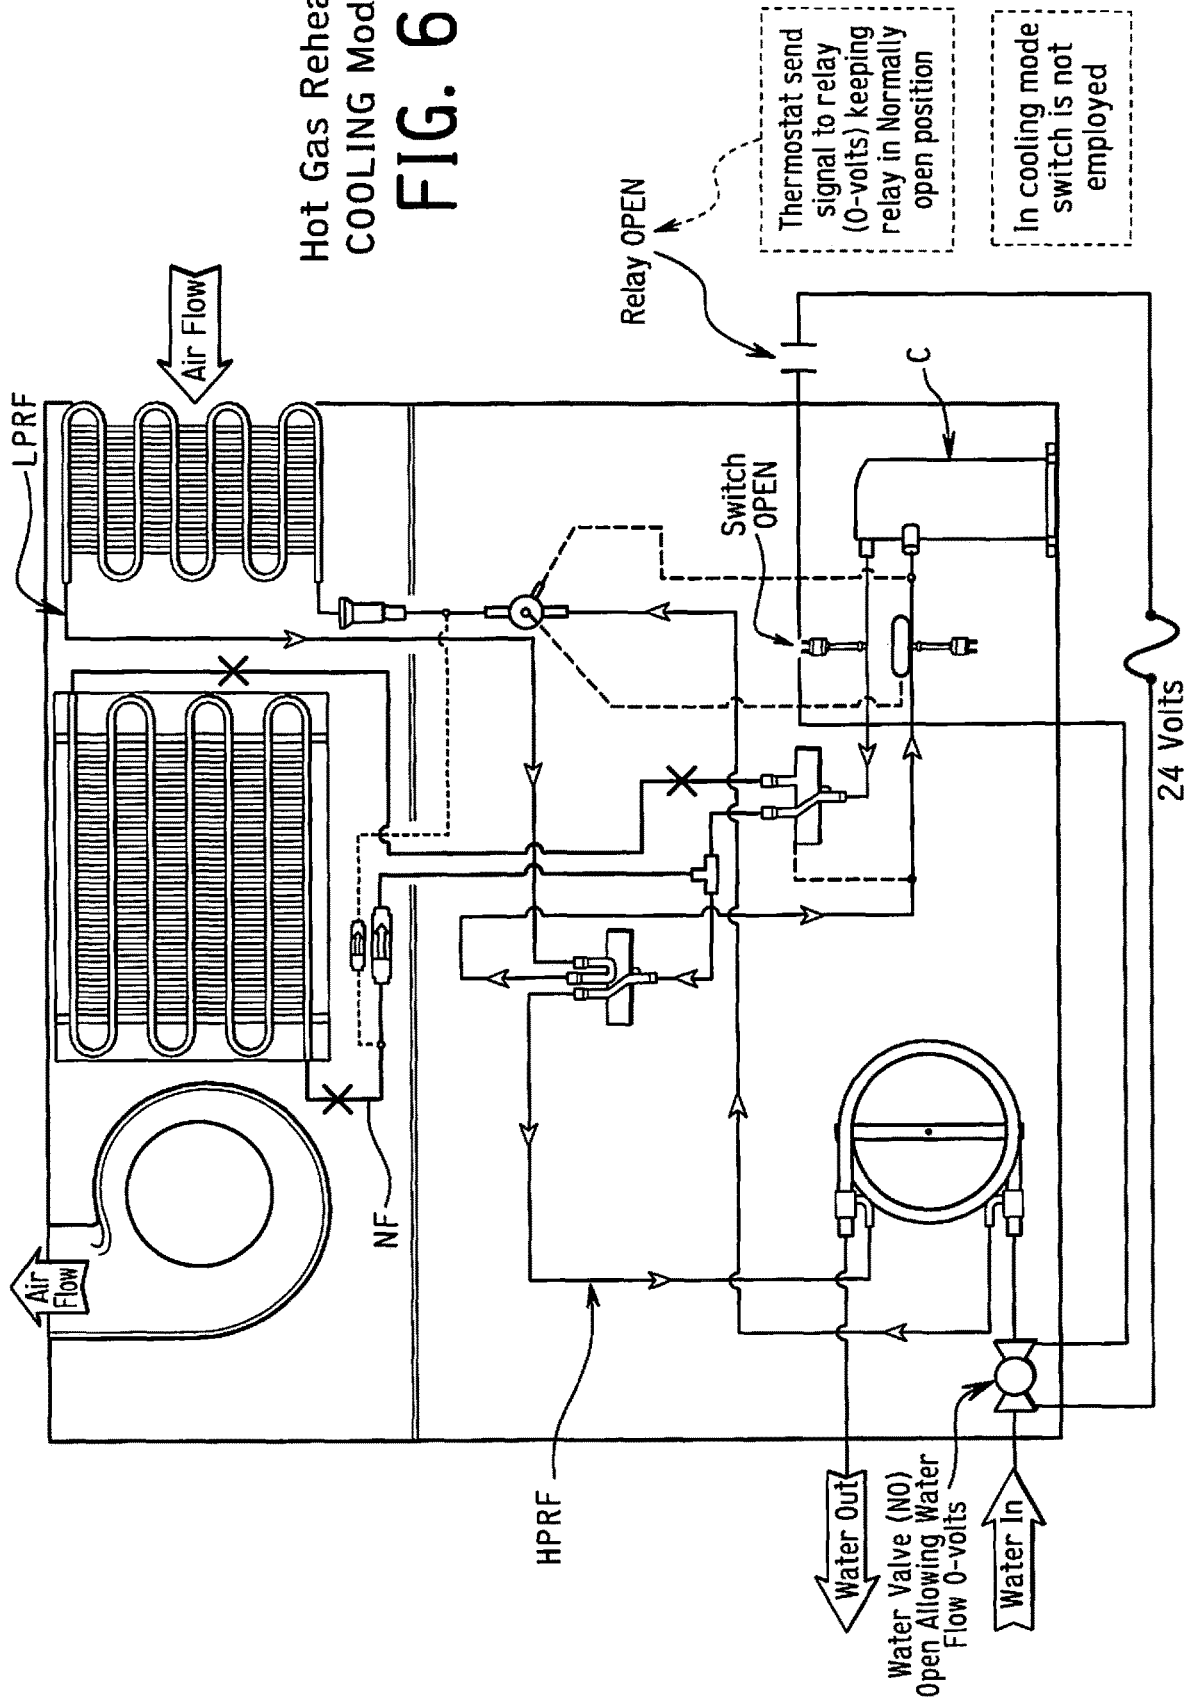 Hot Gas Rehea
COOLING Mod
FIG. 6
LPRF
Air Flow
Relay OPEN
Thermostat send
signal to relay
(0-volts) keeping
relay in Normally
open position
In cooling mode
switch is not
employed
C
Switch
OPEN
24 Volts
NF
Air
Flow
HPRF
Water Out
Water Valve (NO)
Open Allowing Water
Flow 0-volts
Water In